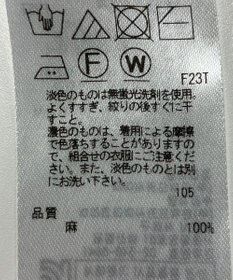 F W
F23T
淡色のものは無蛍光洗剤を使用。
よくすすぎ、絞りの後すぐに干
すこと。
濃色のものは、着用による摩擦
で色落ちすることがありますの
で、組合せの衣服にご注意くださ
い。また、淡色のものとは別
にお洗い下さい。
105
品質
麻 100%